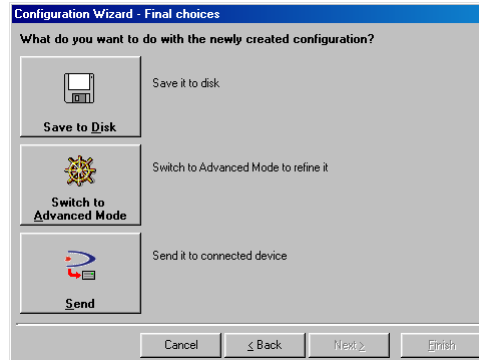 Configuration Wizard - Final choices
What do you want to do with the newly created configuration?
Save to Disk
Save it to disk
Switch to
Advanced Mode
Switch to Advanced Mode to refine it
Send
Send it to connected device
Cancel
< Back
Next >
Finish